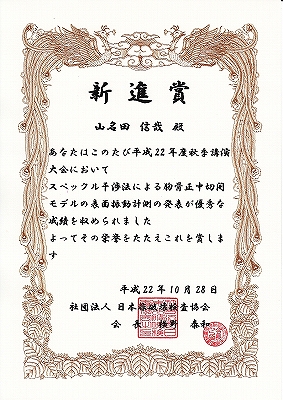 新進賞
山名田 信哉 殿
あなたはこのたび平成22年度秋季講演
大会において
スペックル干渉法による胸骨正中切開
モデルの表面振動計測の発表が優秀な
成績を収められました
よってその栄誉をたたえこれを賞しま
す
平成22年10月28日
社団法人 日本非破壊検査協会
会 長 牧野 泰和